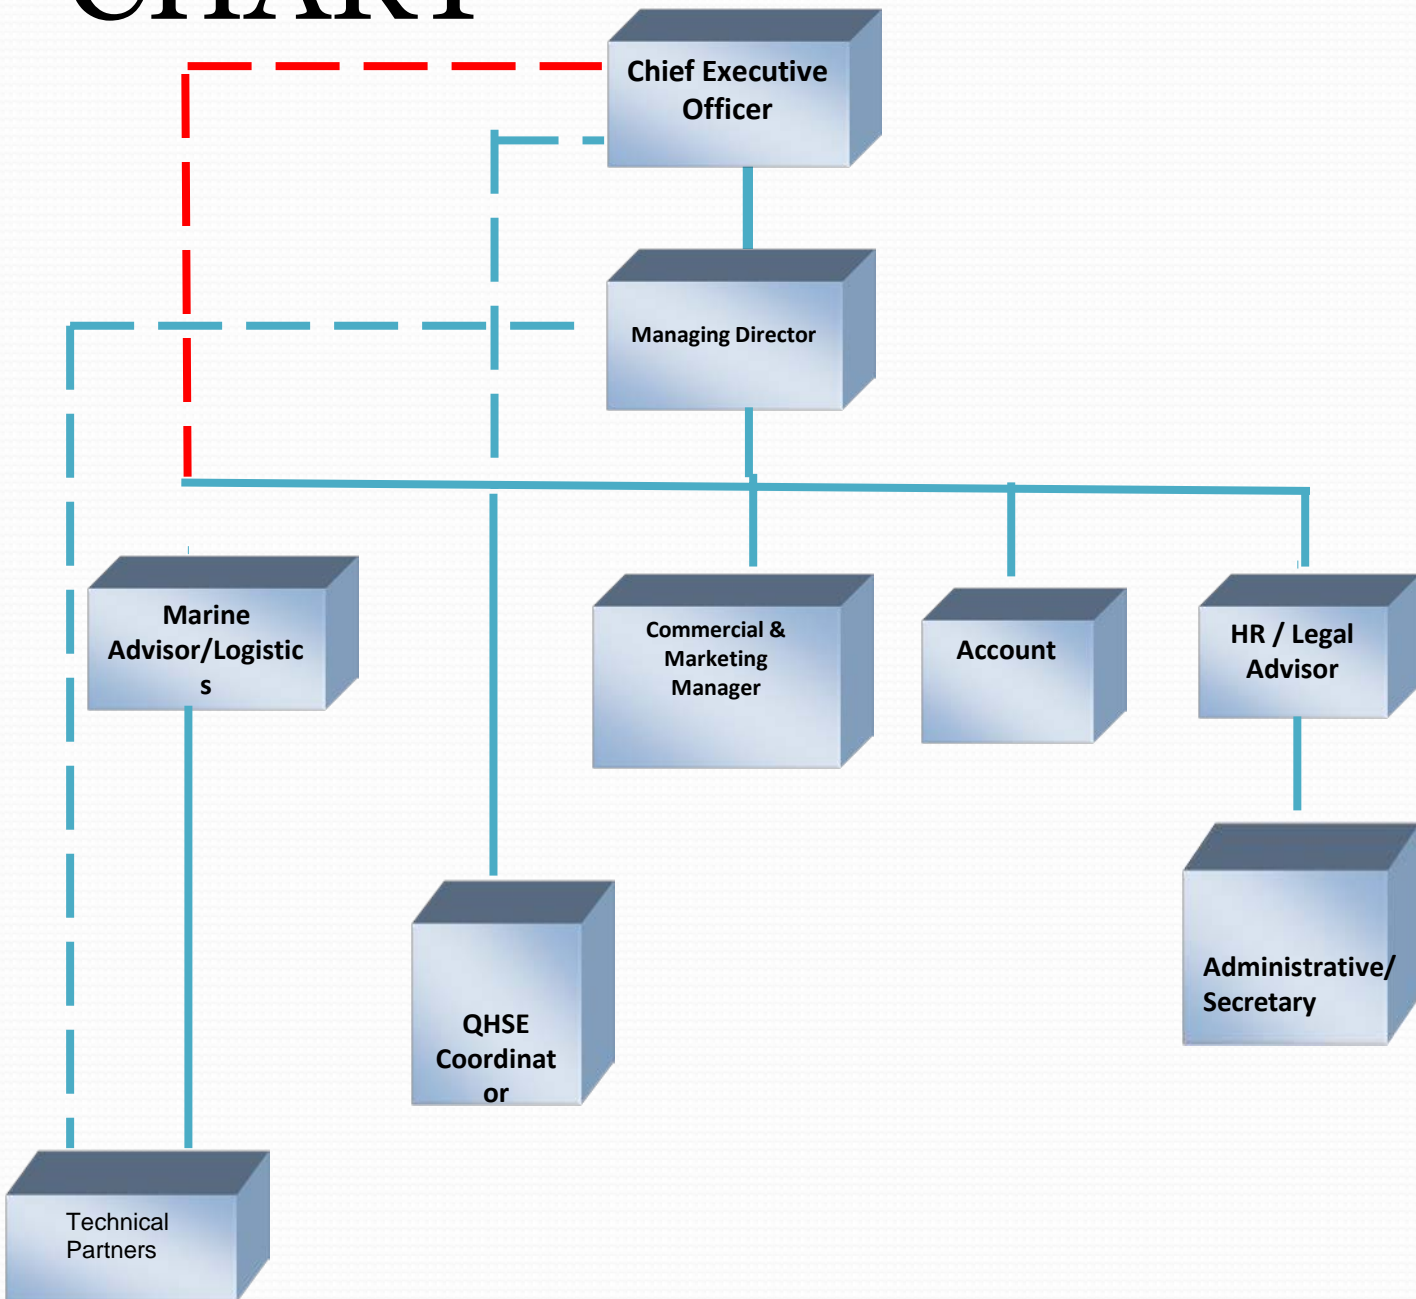 CHART
Chief Executive
Officer
Managing Director
Marine
Advisor/Logistic
s
Commercial &
Marketing
Manager
Account
HR / Legal
Advisor
Administrative/
Secretary
QHSE
Coordinat
or
Technical
Partners